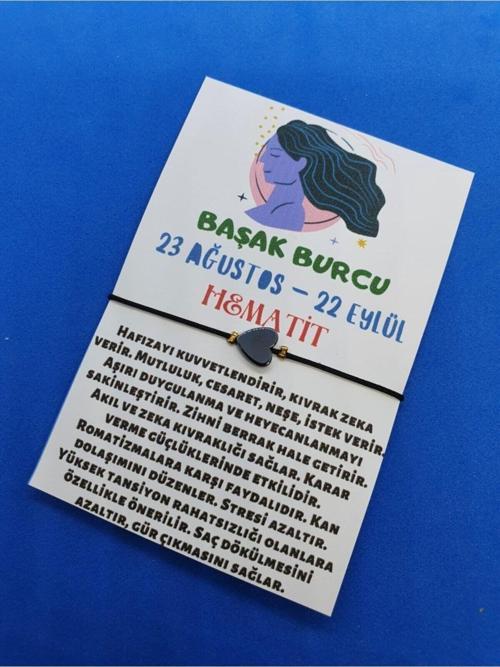 BAŞAK BURCU
23 AĞUSTOS – 22 EYLÜL
HEMATİT
HAFIZAYI KUVVETLENDİRİR, KIVRAK ZEKA
VERİR. MUTLULUK, CESARET, NEŞE, İSTEK VERİR.
AŞIRI DUYGULANMA VE HEYECANLANMAYI
SAKİNLEŞTİRİR. ZİHNİ BERRAK HALE GETİRİR.
AKIL VE ZEKA KIVRAKLIĞI SAĞLAR. KARAR
VERME GÜÇLÜKLERİNDE ETKİLİDİR.
ROMATİZMALARA KARŞI FAYDALIDIR. KAN
DOLAŞIMINI DÜZENLER. STRESİ AZALTIR.
YÜKSEK TANSİYON RAHATSIZLIĞI OLANLARA
ÖZELLİKLE ÖNERİLİR. SAÇ DÖKÜLMESİNİ
AZALTIR, GÜR ÇIKMASINI SAĞLAR.